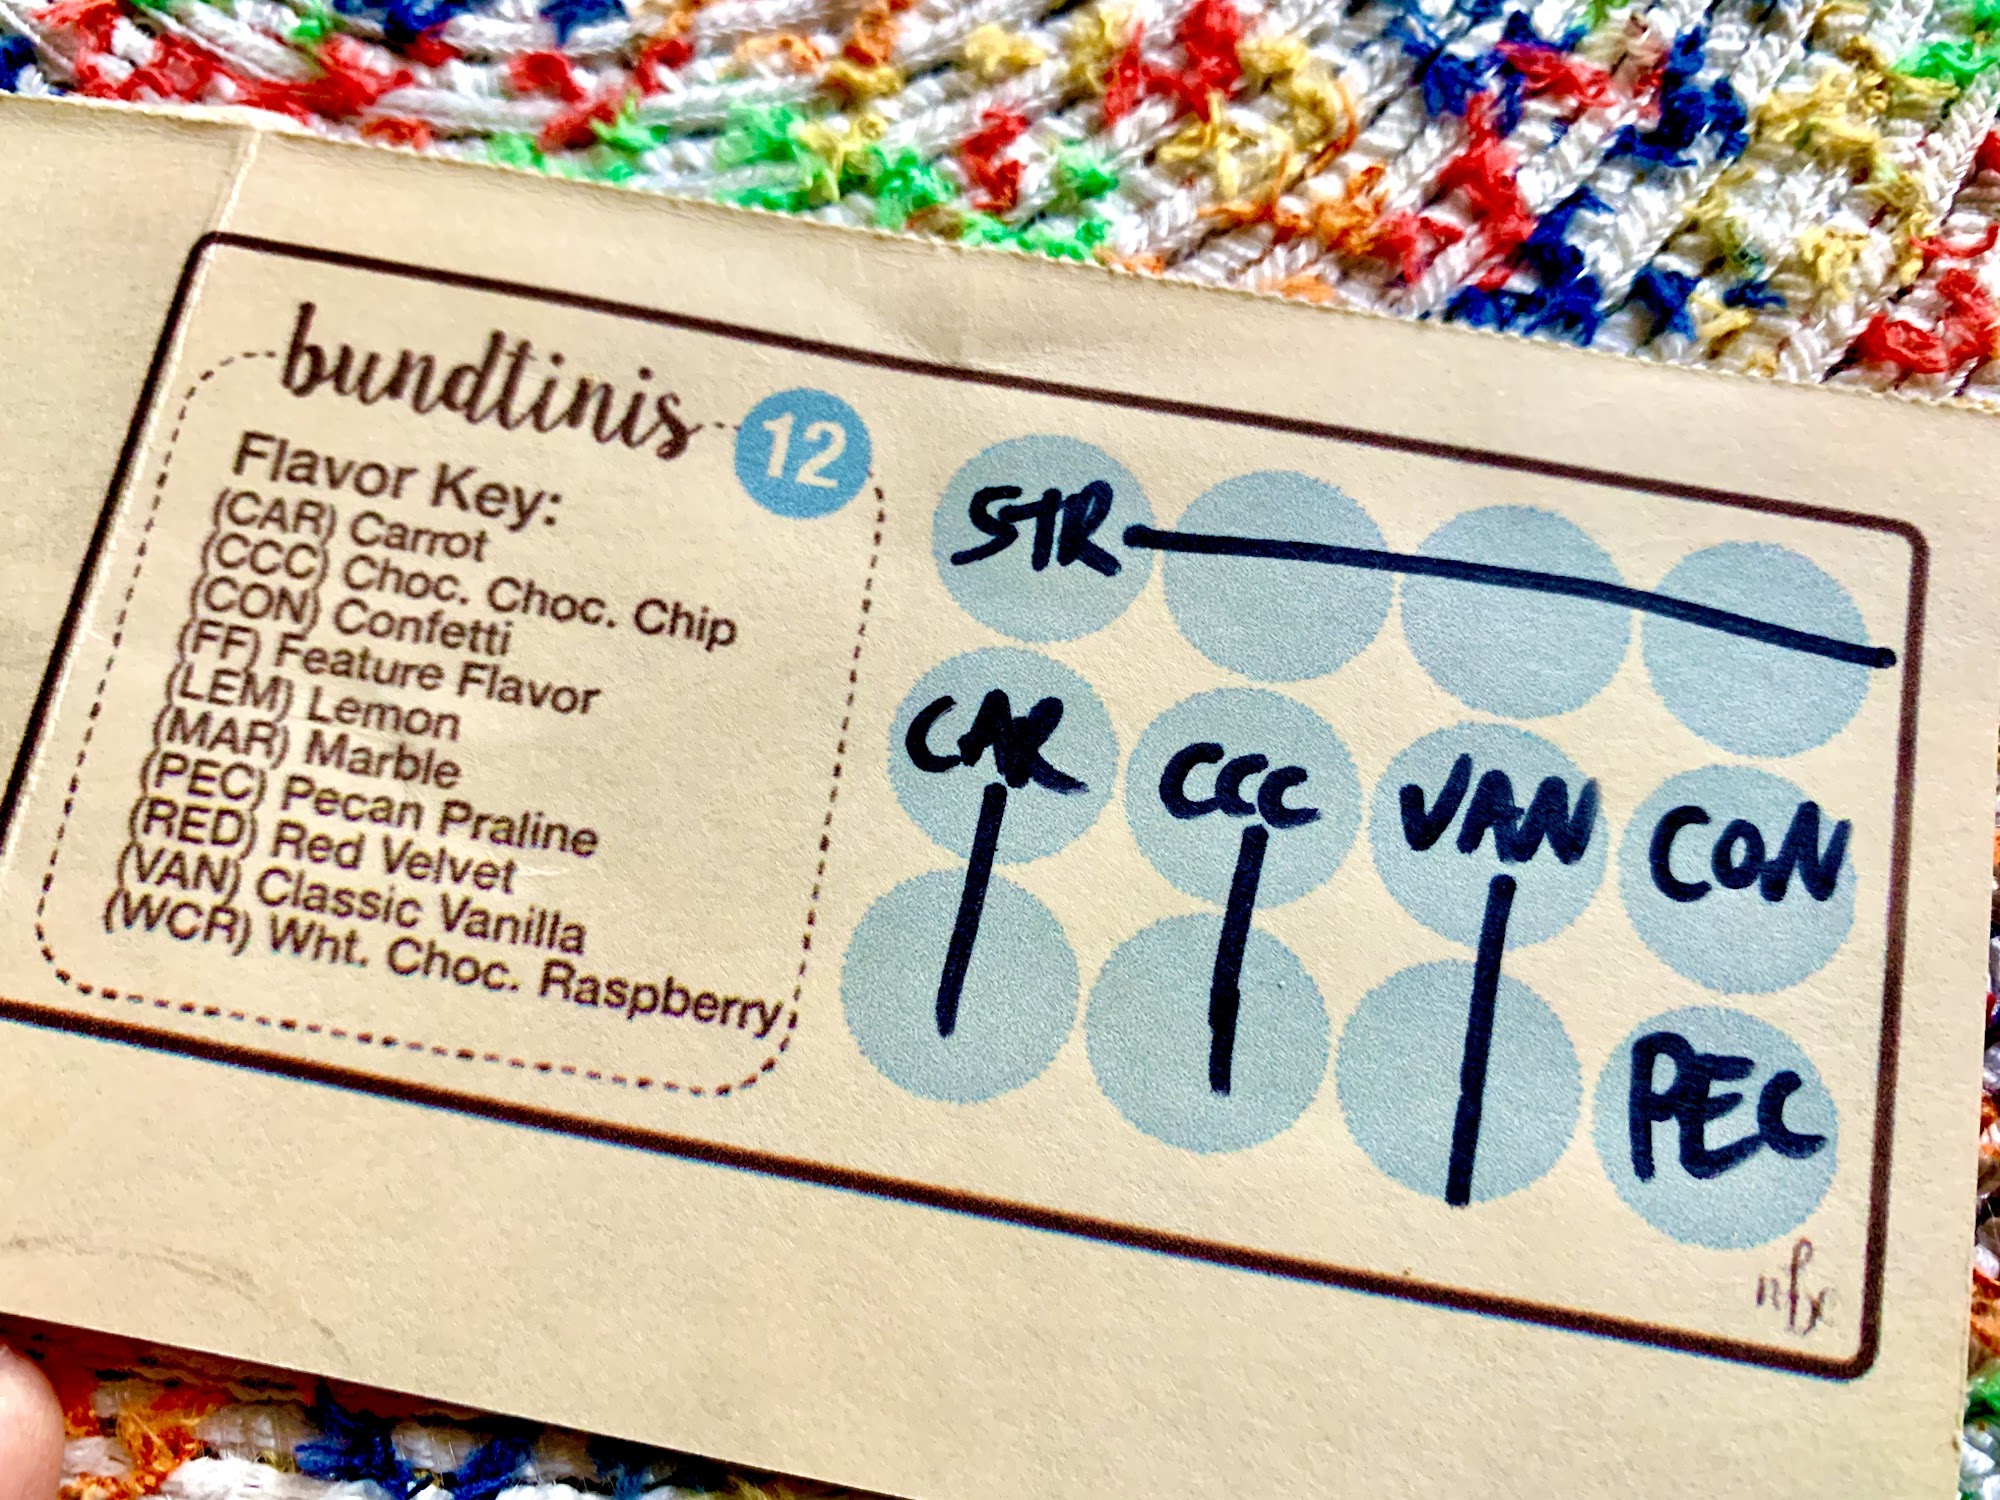 bundtinis 12
Flavor Key:
(CAR) Carrot
(CCC) Choc. Choc. Chip
(CON) Confetti
(FF) Feature Flavor
(LEM) Lemon
(MAR) Marble
(PEC) Pecan Praline
(RED) Red Velvet
(VAN) Classic Vanilla
(WCR) Wht. Choc. Raspberry
STR
CAR CCC VAN CON
PEC
nbc